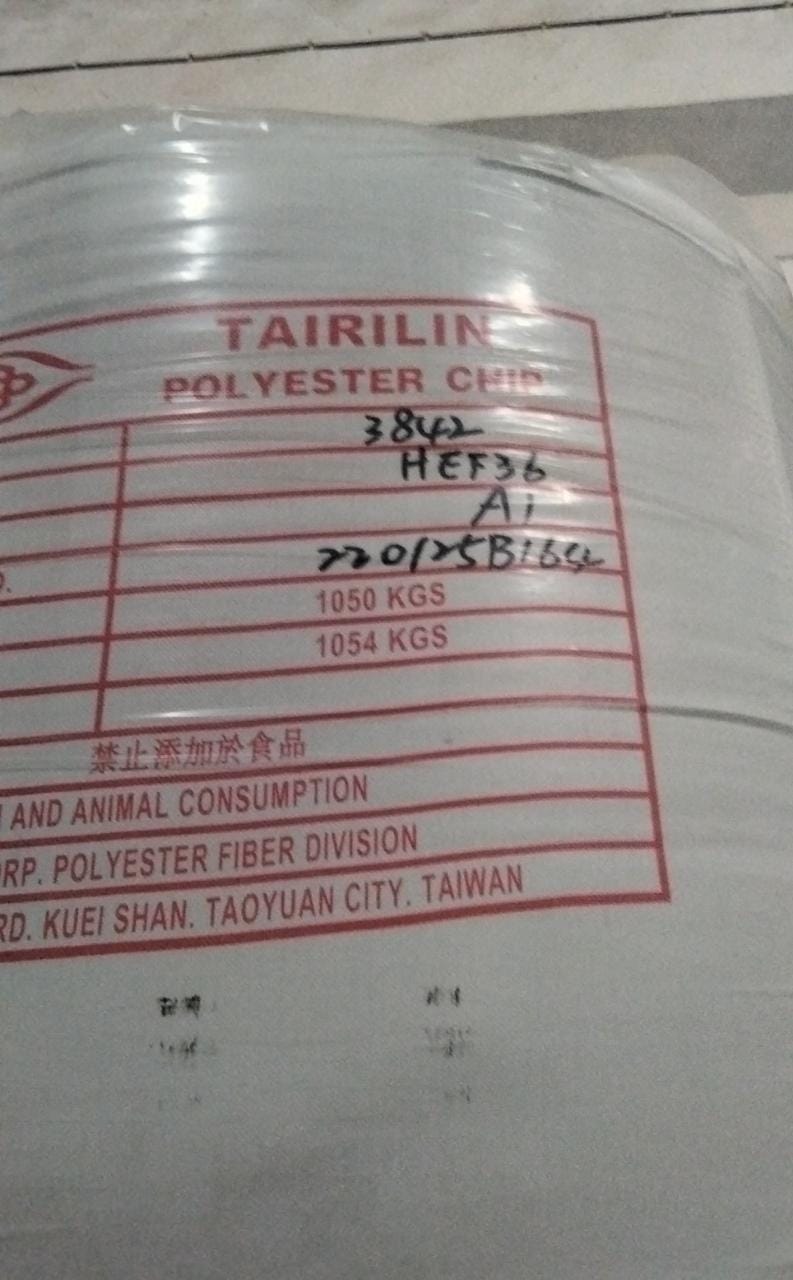 TAIRILIN
POLYESTER CHIP
3842
HEF36
A1
220125B164
1050 KGS
1054 KGS
禁止添加於食品
AND ANIMAL CONSUMPTION
RP. POLYESTER FIBER DIVISION
RD. KUEI SHAN. TAOYUAN CITY. TAIWAN